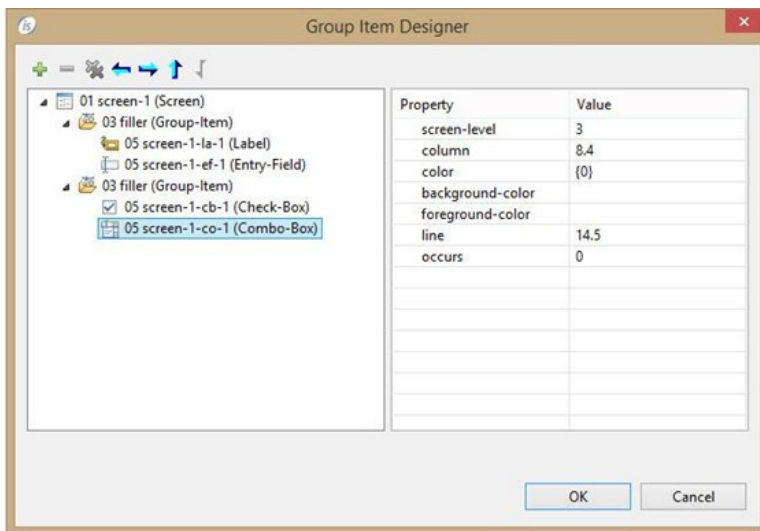 is
Group Item Designer
01 screen-1 (Screen)
03 filler (Group-Item)
05 screen-1-la-1 (Label)
05 screen-1-ef-1 (Entry-Field)
03 filler (Group-Item)
05 screen-1-cb-1 (Check-Box)
05 screen-1-co-1 (Combo-Box)
Property Value
screen-level 3
column 8.4
color {0}
background-color
foreground-color
line 14.5
occurs 0
OK Cancel